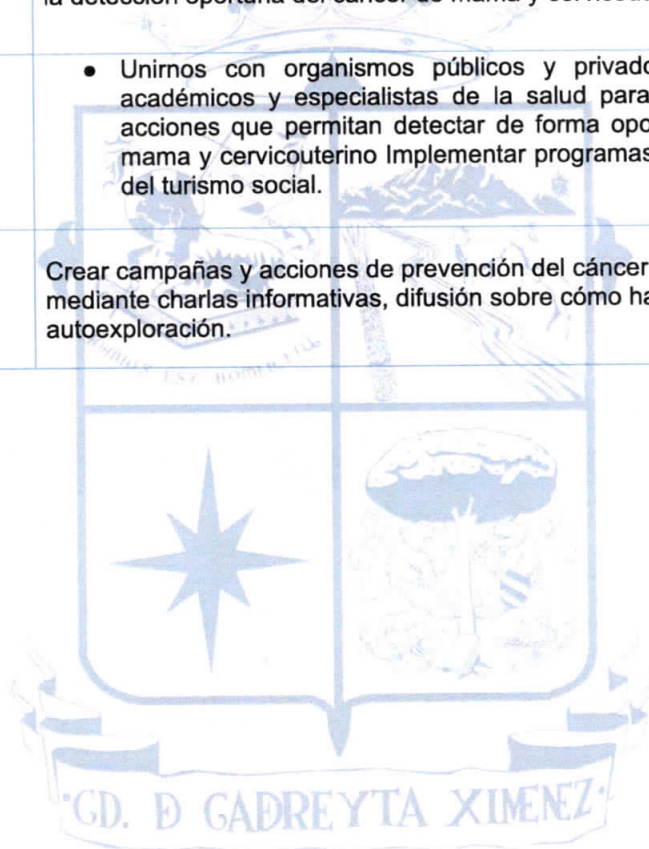 la detección oportuna del cáncer de mama y
• Unirnos con organismos públicos y privado
académicos y especialistas de la salud para
acciones que permitan detectar de forma opo
mama y cervicouterino Implementar programas
del turismo social.
Crear campañas y acciones de prevención del cáncer
mediante charlas informativas, difusión sobre cómo ha
autoexploración.
EST
CD. D CADREYTA XIMENEZ